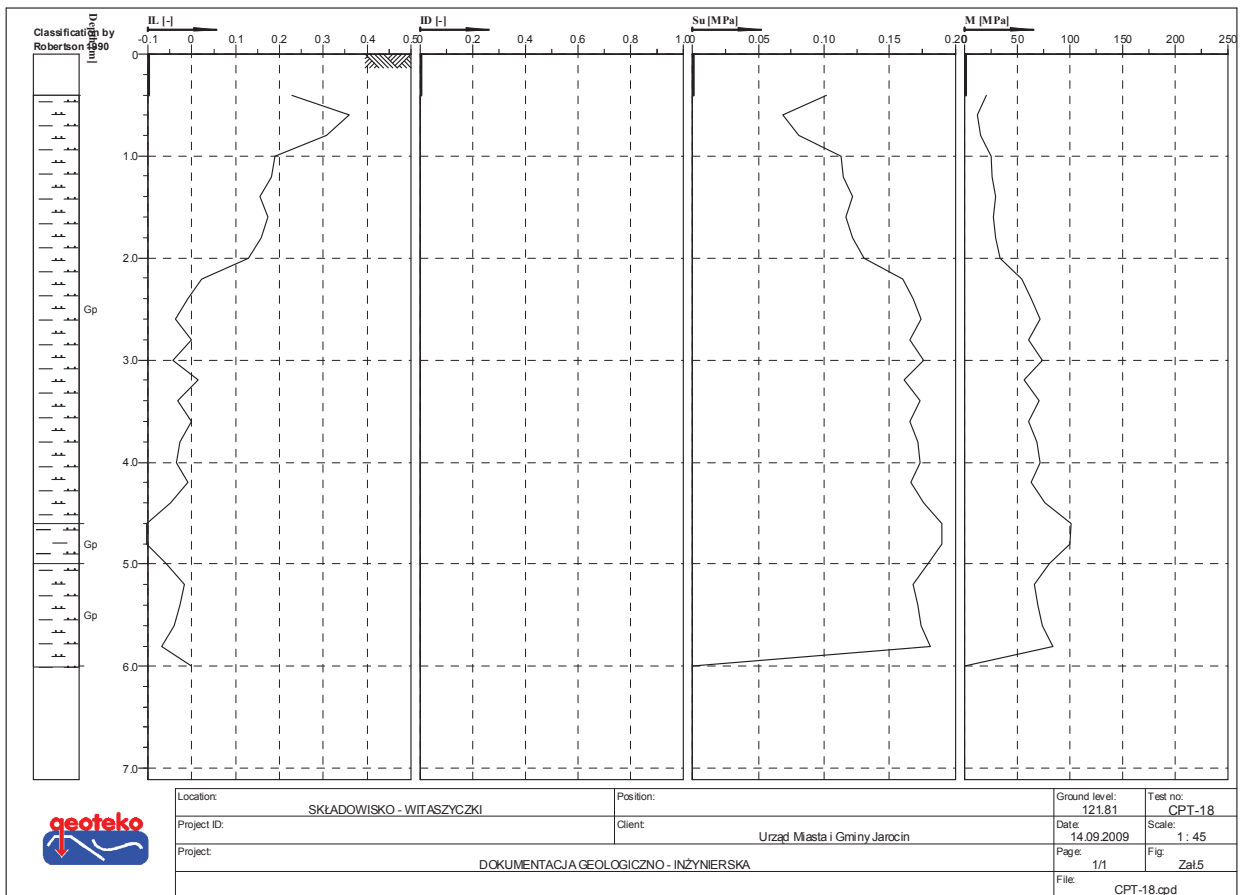 Classification by
Robertson 1990
Depth [m]
IL [-]
-0.1 0 0.1 0.2 0.3 0.4 0.5
ID [-]
0 0.2 0.4 0.6 0.8 1.0
Su [MPa]
0 0.05 0.10 0.15 0.20
M [MPa]
0 50 100 150 200 250
0
1.0
2.0
Gp
3.0
4.0
Gp
5.0
Gp
6.0
7.0
geoteko
Location:
SKŁADOWISKO - WITASZYCZKI
Position:
Ground level:
121.81
Test no:
CPT-18
Project ID:
Client:
Urząd Miasta i Gminy Jarocin
Date:
14.09.2009
Scale:
1 : 45
Project:
DOKUMENTACJA GEOLOGICZNO - INŻYNIERSKA
Page:
1/1
Fig:
Zał.5
File:
CPT-18.cpd